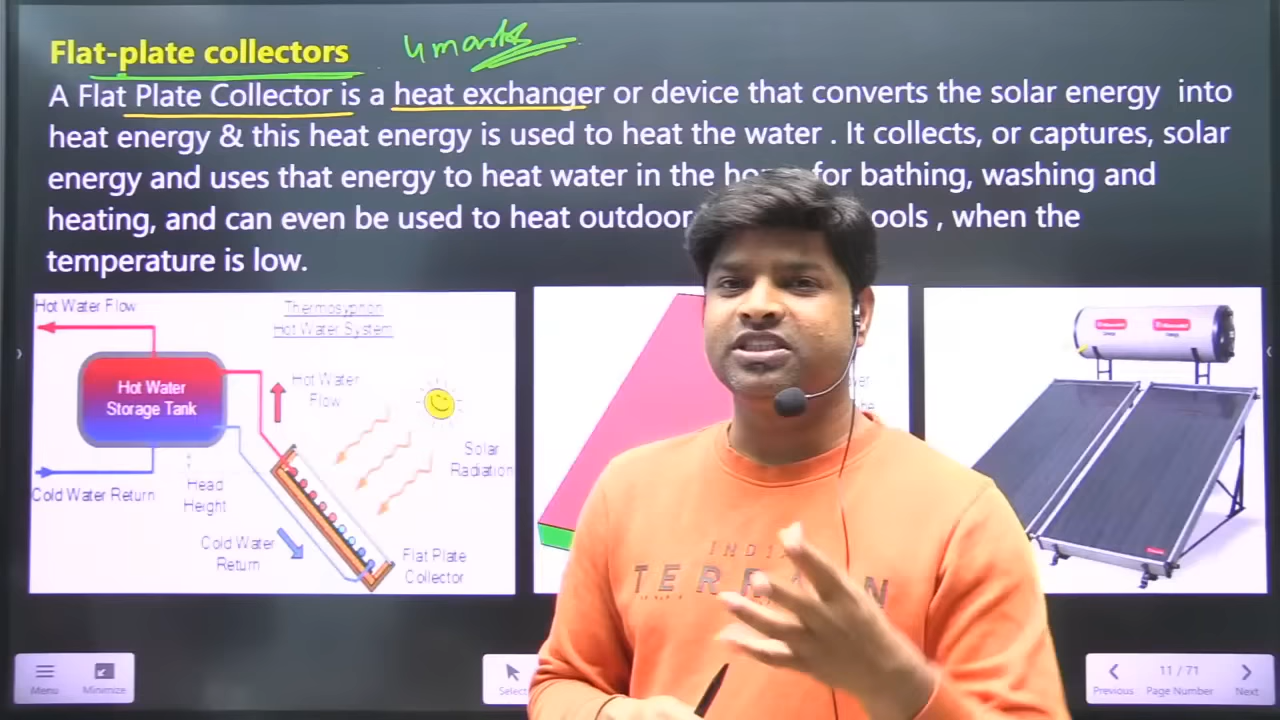 Flat-plate collectors 4 marks
A Flat Plate Collector is a heat exchanger or device that converts the solar energy into
heat energy & this heat energy is used to heat the water . It collects, or captures, solar
energy and uses that energy to heat water in the for bathing, washing and
heating, and can even be used to heat outdoor ools , when the
temperature is low.
Hot Water Flow
Thermosyphon
Hot Water System
Hot Water
Storage Tank
Hot Water
Flow
Solar
Radiation
Cold Water Return
Head
Height
Cold Water
Return
Flat Plate
Collector
INDIA
TERR N
Menu
Minimize
Select
11 / 71
Previous
Page Number
Next